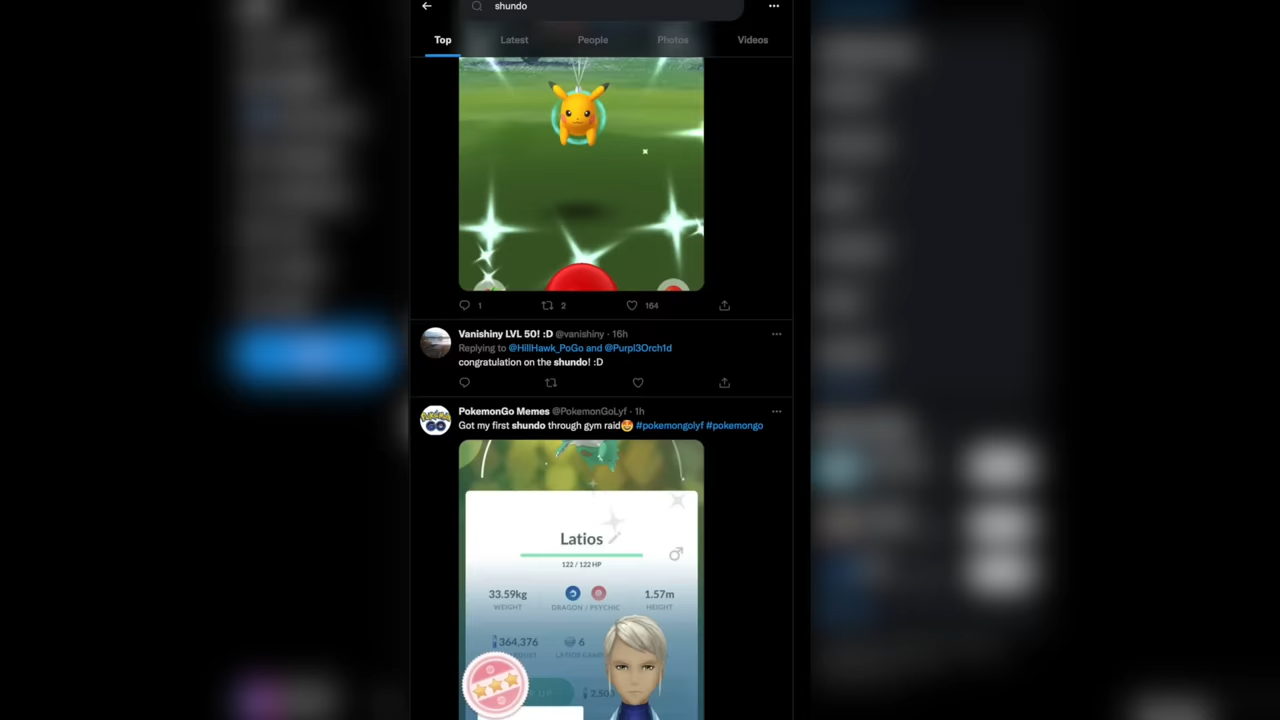 shundo
Top
Latest
People
Photos
Videos
1
2
164
Vanishiny LVL 50! :D @vanishiny · 16h
Replying to @HillHawk_PoGo and @Purpl3Orch1d
congratulation on the shundo! :D
PokemonGo Memes @PokemonGoLyf · 1h
Got my first shundo through gym raid🥰 #pokemongolyf #pokemongo
Latios
122 / 122 HP
33.59kg
1.57m
WEIGHT
DRAGON / PSYCHIC
HEIGHT
364,376
6